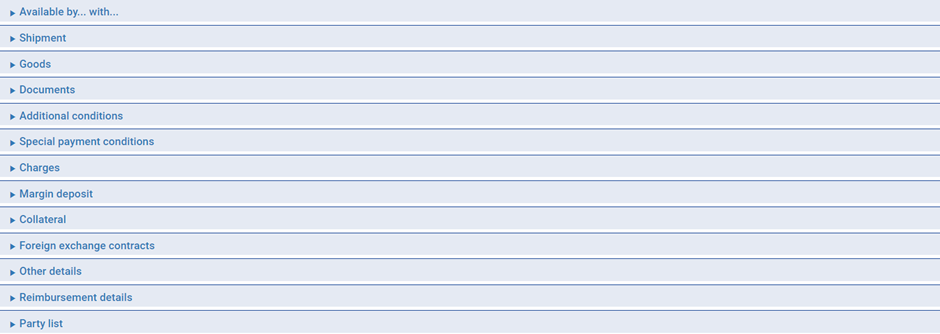 Available by... with...
Shipment
Goods
Documents
Additional conditions
Special payment conditions
Charges
Margin deposit
Collateral
Foreign exchange contracts
Other details
Reimbursement details
Party list